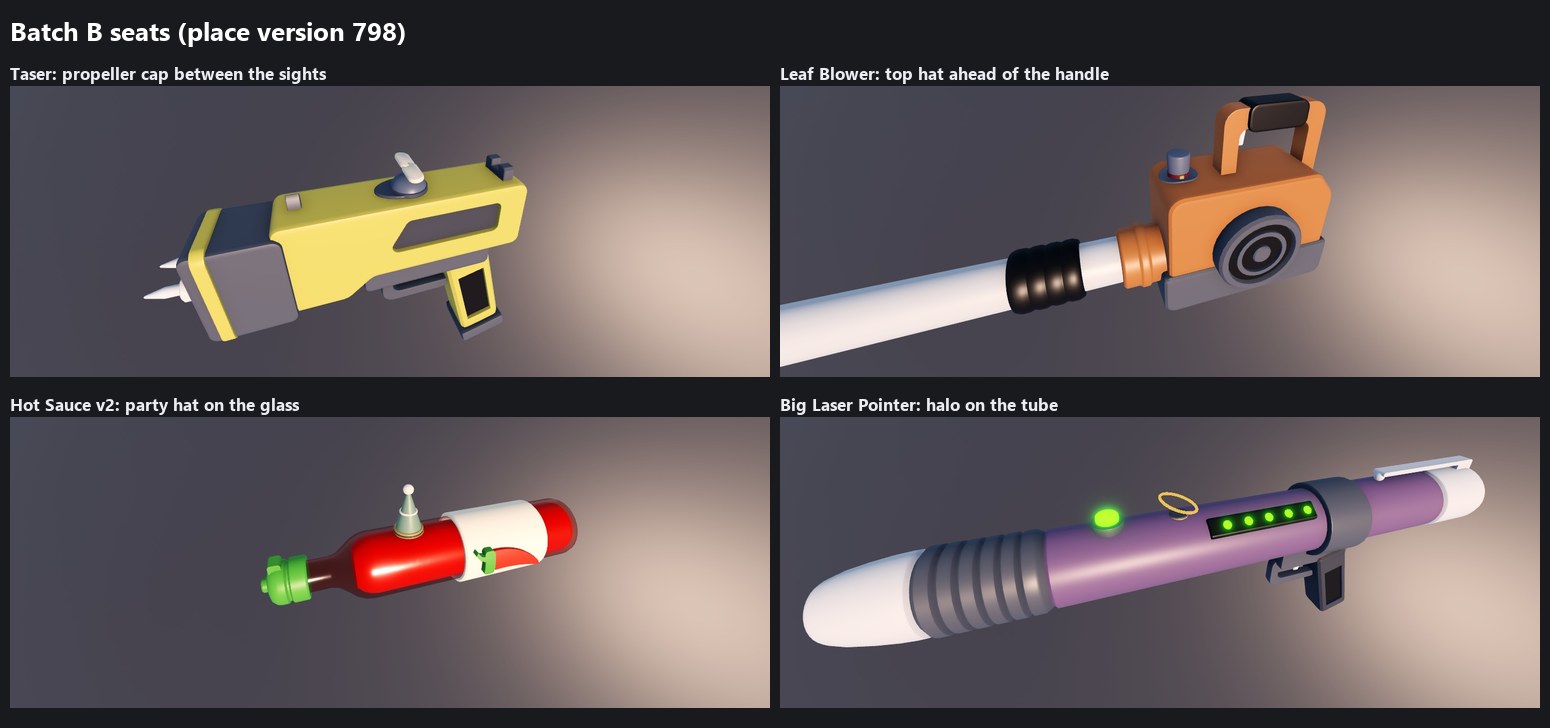 Batch B seats (place version 798)
Taser: propeller cap between the sights
Leaf Blower: top hat ahead of the handle
Hot Sauce v2: party hat on the glass
Big Laser Pointer: halo on the tube